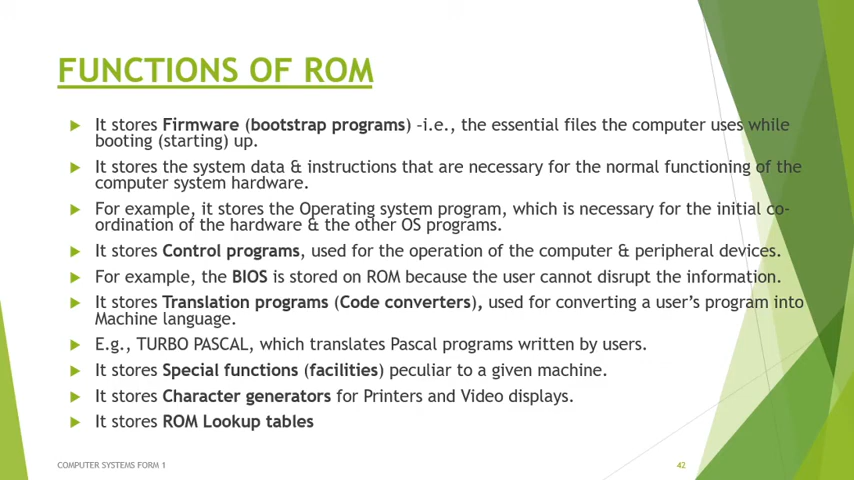 FUNCTIONS OF ROM
It stores Firmware (bootstrap programs) –i.e., the essential files the computer uses while
booting (starting) up.
It stores the system data & instructions that are necessary for the normal functioning of the
computer system hardware.
For example, it stores the Operating system program, which is necessary for the initial co-
ordination of the hardware & the other OS programs.
It stores Control programs, used for the operation of the computer & peripheral devices.
For example, the BIOS is stored on ROM because the user cannot disrupt the information.
It stores Translation programs (Code converters), used for converting a user's program into
Machine language.
E.g., TURBO PASCAL, which translates Pascal programs written by users.
It stores Special functions (facilities) peculiar to a given machine.
It stores Character generators for Printers and Video displays.
It stores ROM Lookup tables
COMPUTER SYSTEMS FORM 1
42